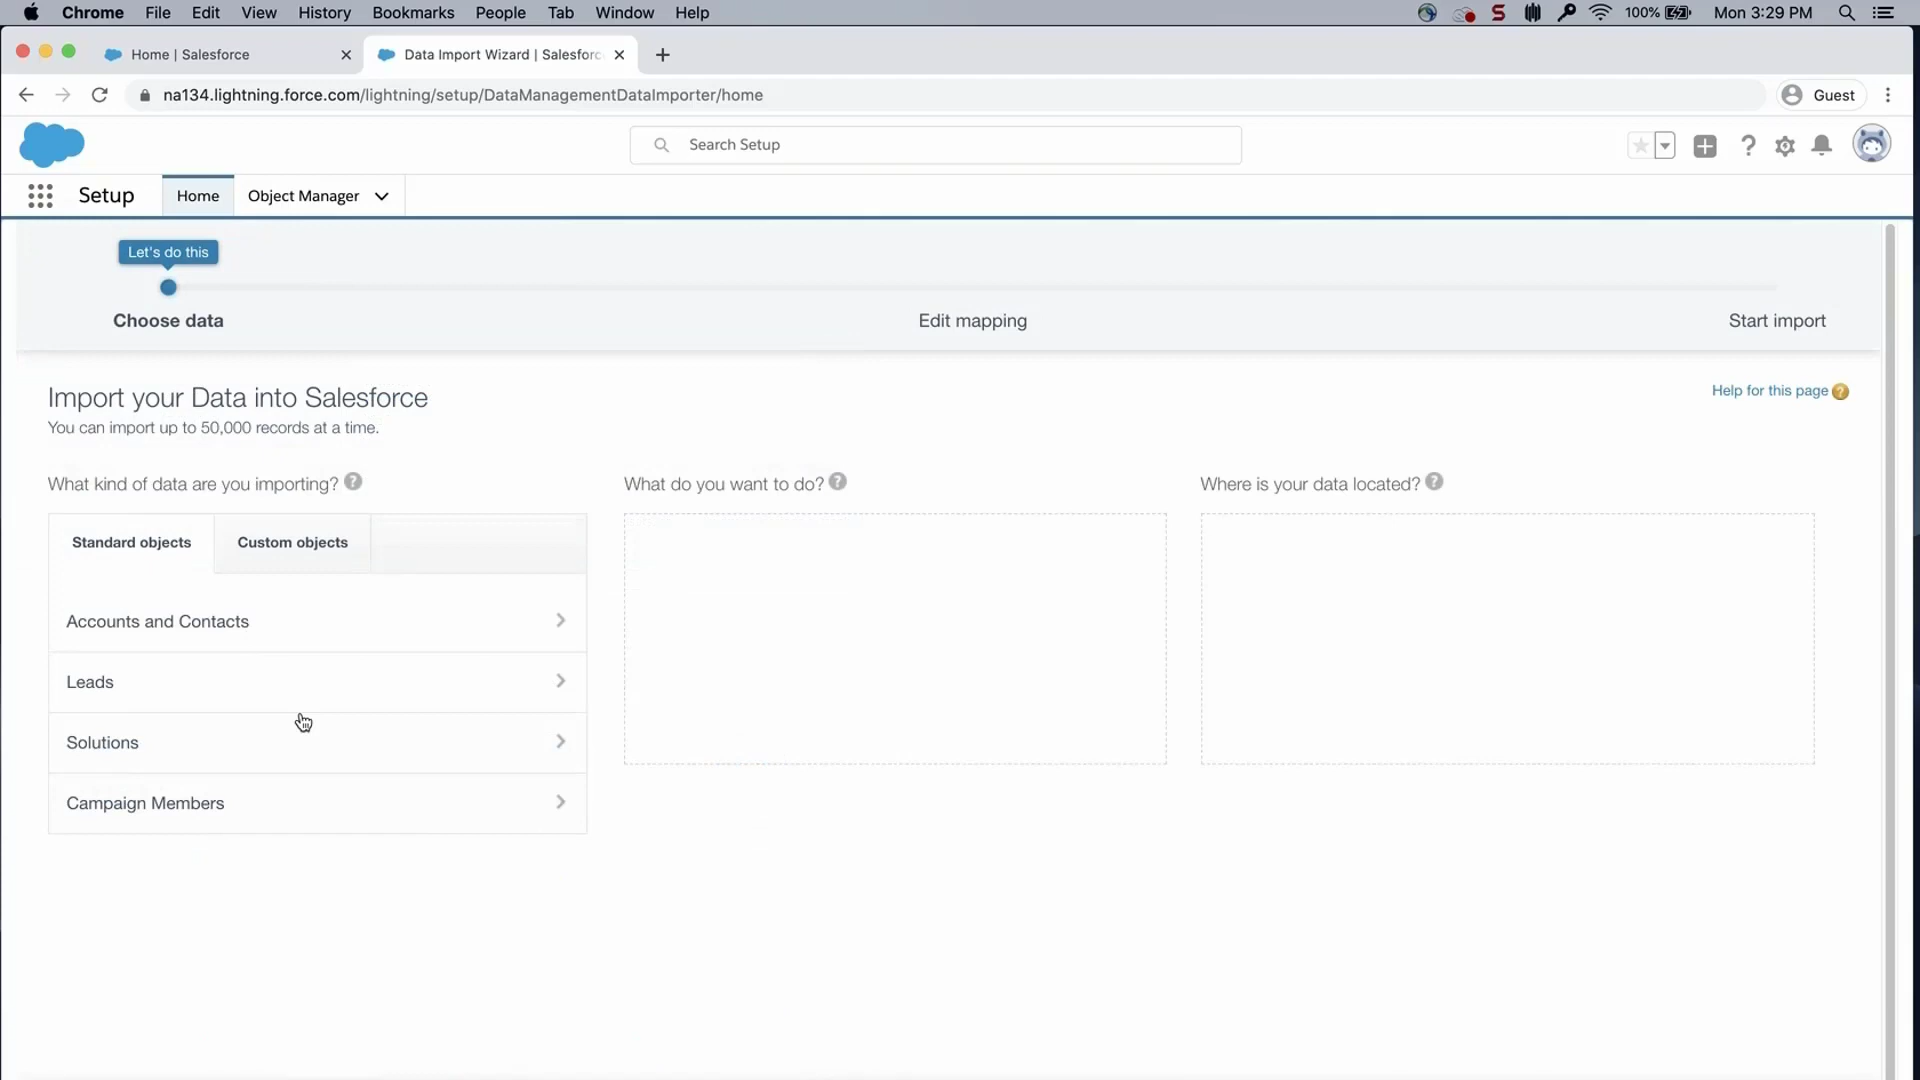 Chrome File Edit View History Bookmarks People Tab Window Help S 100% Mon 3:29 PM
Home | Salesforce Data Import Wizard | Salesforc
na134.lightning.force.com/lightning/setup/DataManagementDataImporter/home Guest
Search Setup ?
Setup Home Object Manager
Let's do this
Choose data Edit mapping Start import
Import your Data into Salesforce Help for this page ?
You can import up to 50,000 records at a time.
What kind of data are you importing? ? What do you want to do? ? Where is your data located? ?
Standard objects Custom objects
Accounts and Contacts
Leads
Solutions
Campaign Members